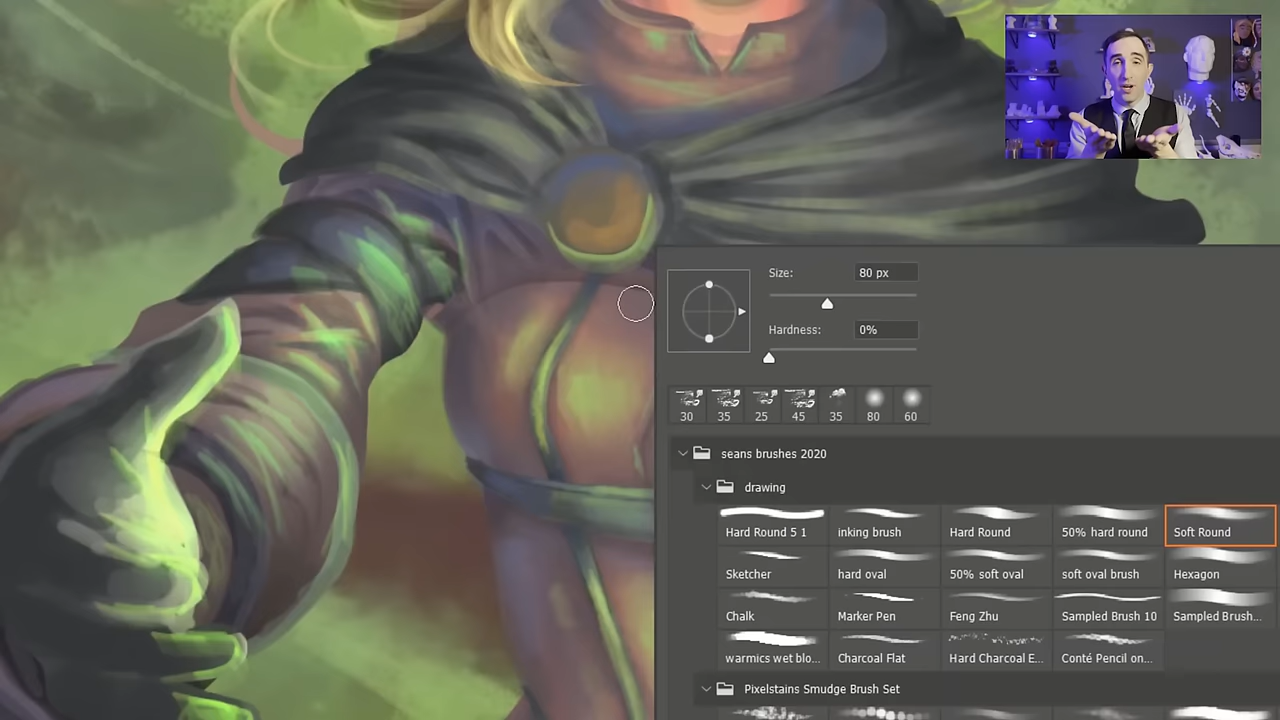 Size: 80 px
Hardness: 0%
30 35 25 45 35 80 60
seans brushes 2020
drawing
Hard Round 5 1 inking brush Hard Round 50% hard round Soft Round
Sketcher hard oval 50% soft oval soft oval brush Hexagon
Chalk Marker Pen Feng Zhu Sampled Brush 10 Sampled Brush...
warmics wet blo... Charcoal Flat Hard Charcoal E... Conté Pencil on...
Pixelstains Smudge Brush Set